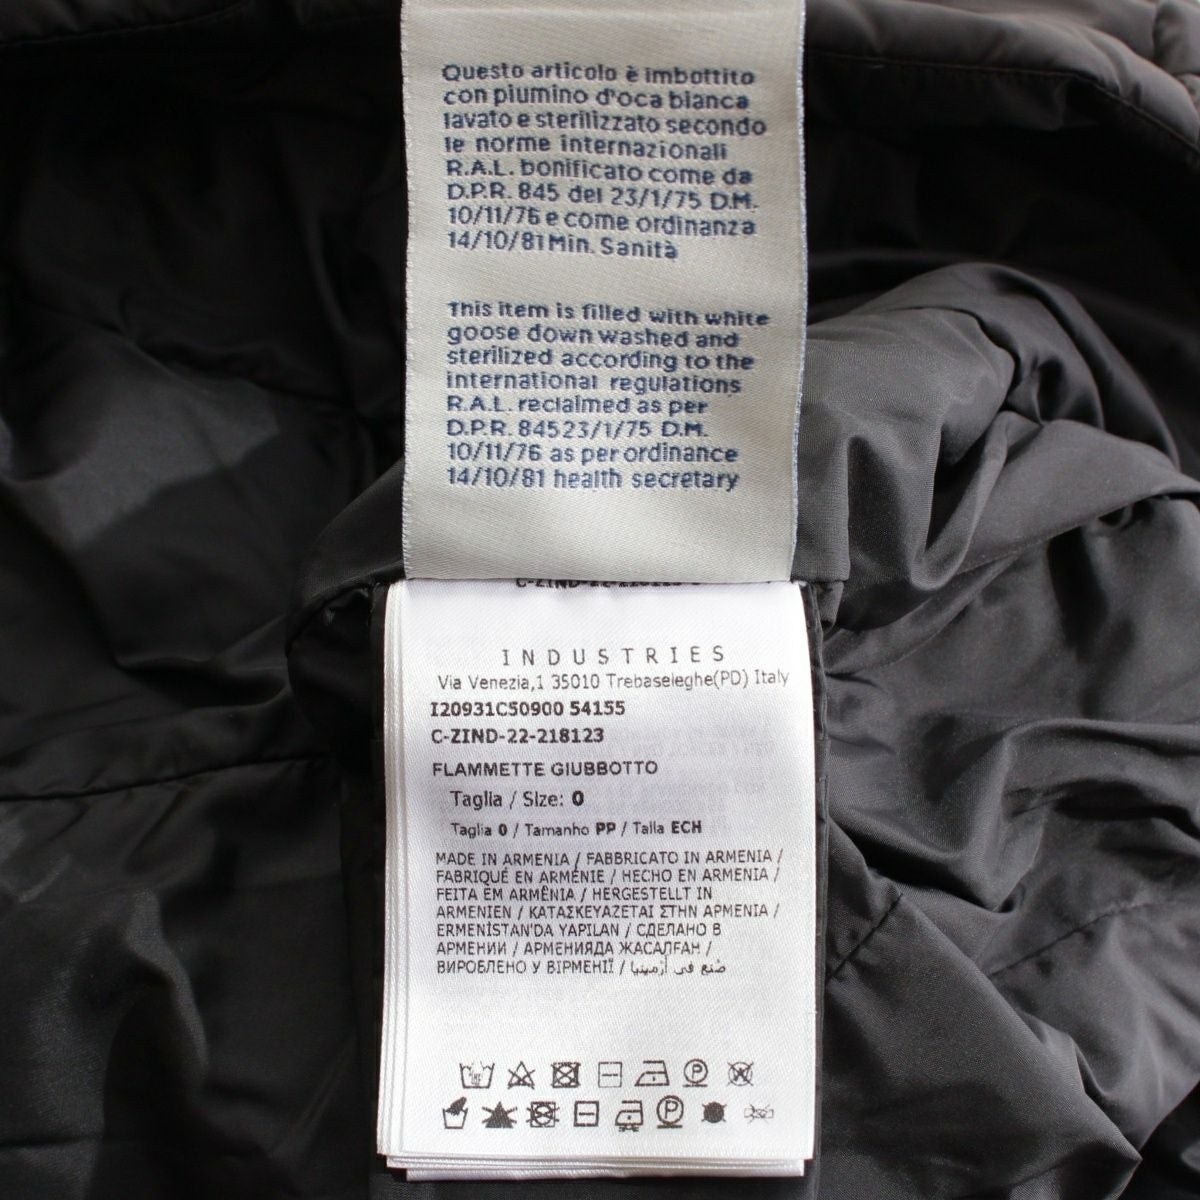 Questo articolo è imbottito
con piumino d'oca bianca
lavato e sterilizzato secondo
le norme internazionali
R.A.L. bonificato come da
D.P.R. 845 del 23/1/75 D.M.
10/11/76 e come ordinanza
14/10/81 Min. Sanità
This item is filled with white
goose down washed and
sterilized according to the
international regulations
R.A.L. reclaimed as per
D.P.R. 845 23/1/75 D.M.
10/11/76 as per ordinance
14/10/81 health secretary
INDUSTRIES
Via Venezia,1 35010 Trebaseleghe(PD) Italy
I20931C50900 54155
C-ZIND-22-218123
FLAMMETTE GIUBBOTTO
Taglia / Size: 0
Taglia 0 / Tamanho PP / Talla ECH
MADE IN ARMENIA / FABBRICATO IN ARMENIA /
FABRIQUÉ EN ARMÉNIE / HECHO EN ARMENIA /
FEITA EM ARMÊNIA / HERGESTELLT IN
ARMENIEN / ΚΑΤΑΣΚΕΥΑΖΕΤΑΙ ΣΤΗΝ ΑΡΜΕΝΙΑ /
ERMENİSTAN'DA YAPILAN / СДЕЛАНО В
АРМЕНИИ / АРМЕНИЯДА ЖАСАЛҒАН /
ВИРОБЛЕНО У ВІРМЕНІЇ / صُنع في أرمينيا